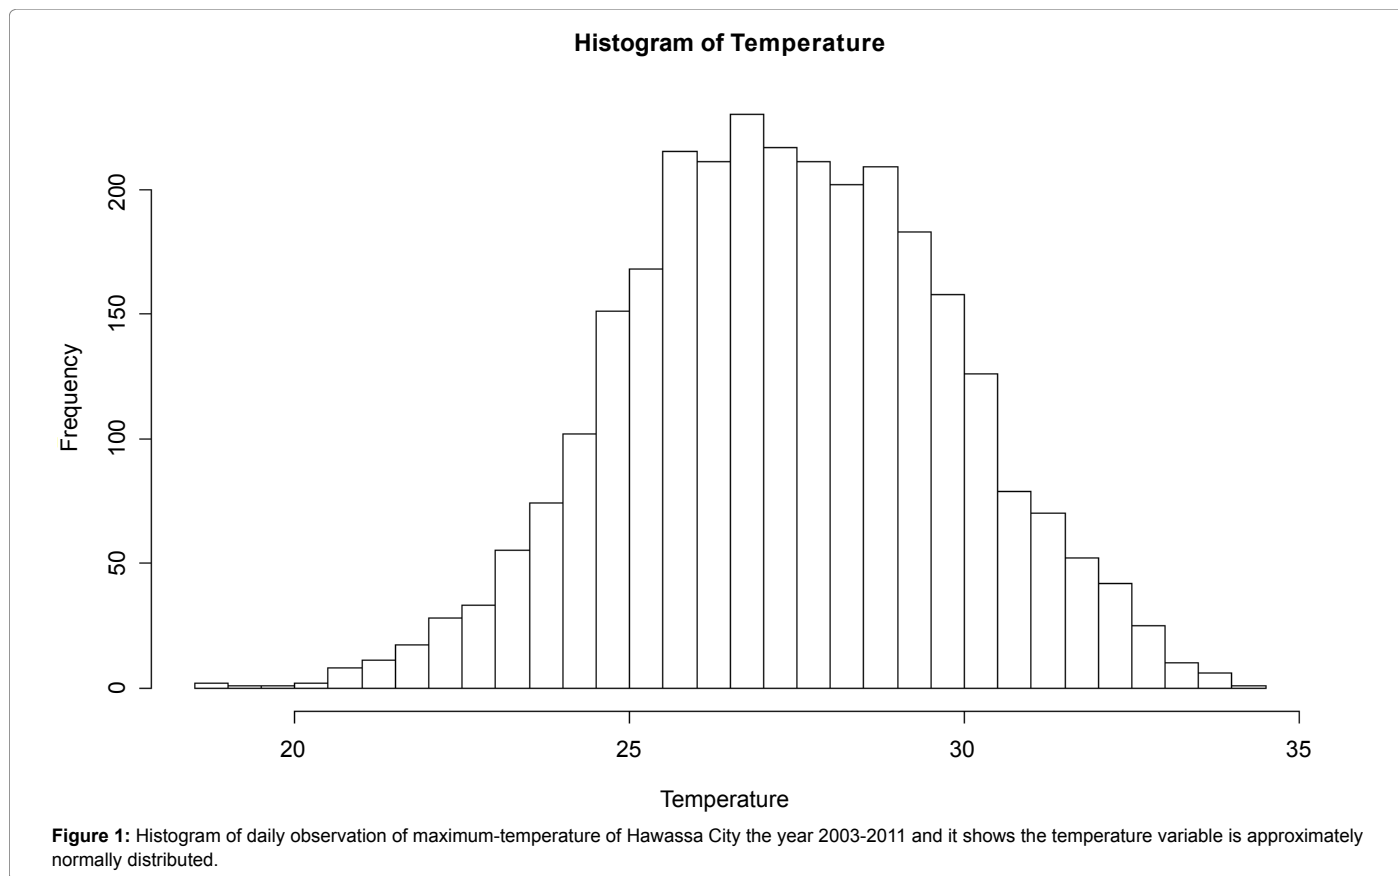 Histogram of Temperature
200
150
100
50
0
Frequency
20 25 30 35
Temperature
Figure 1: Histogram of daily observation of maximum-temperature of Hawassa City the year 2003-2011 and it shows the temperature variable is approximately
normally distributed.